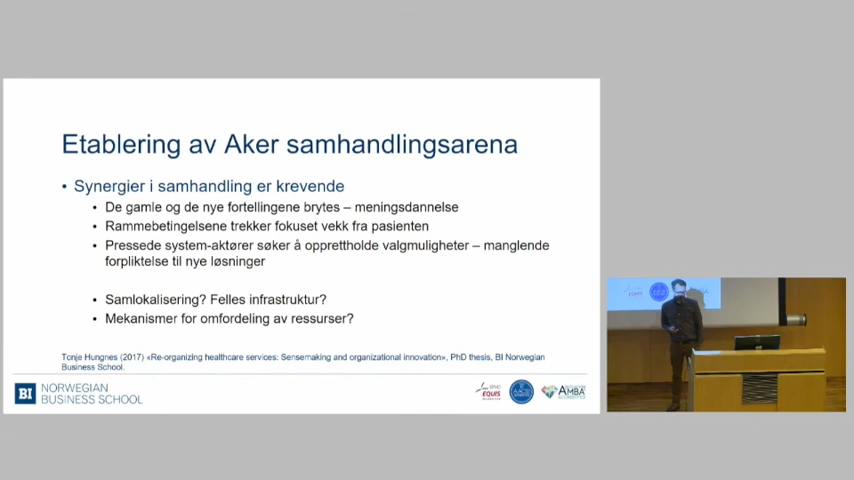 Etablering av Aker samhandlingsarena
• Synergier i samhandling er krevende
• De gamle og de nye fortellingene brytes – meningsdannelse
• Rammebetingelsene trekker fokuset vekk fra pasienten
• Pressede system-aktører søker å opprettholde valgmuligheter – manglende
forpliktelse til nye løsninger
• Samlokalisering? Felles infrastruktur?
• Mekanismer for omfordeling av ressurser?
Tonje Hungnes (2017) «Re-organizing healthcare services: Sensemaking and organizational innovation», PhD thesis, BI Norwegian
Business School.
BI NORWEGIAN
BUSINESS SCHOOL
EFMD
EQUIS
AMBA